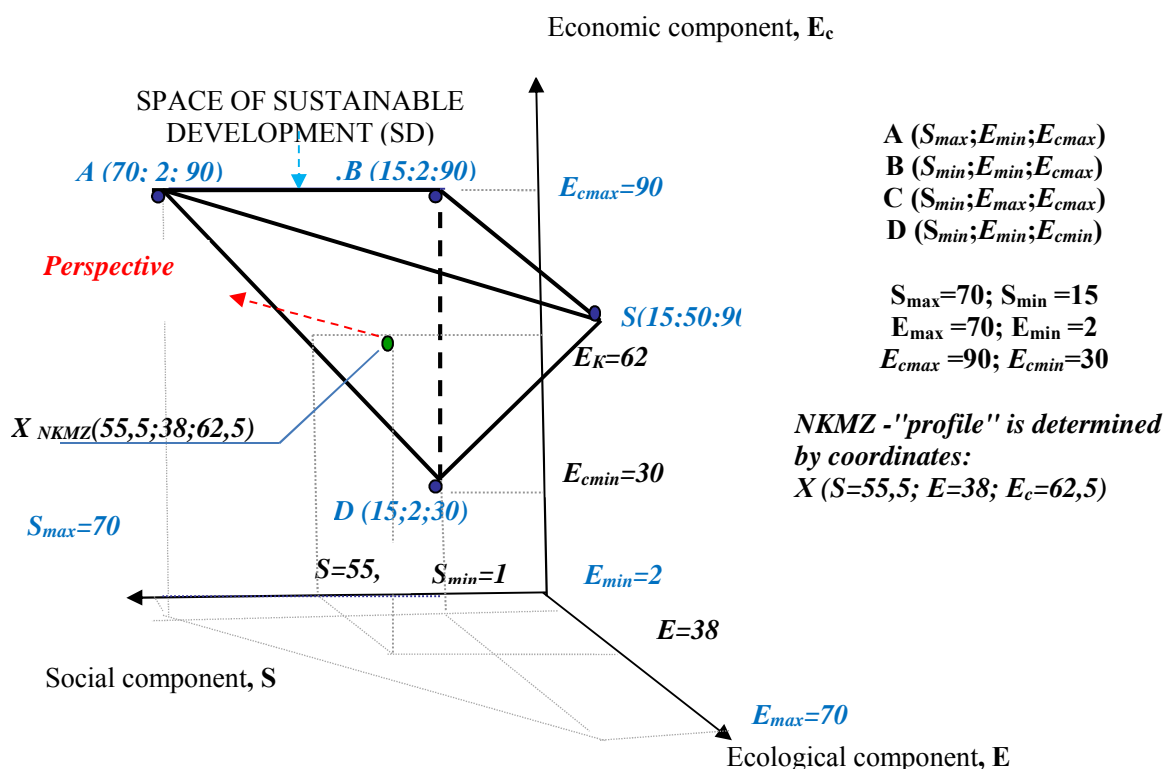 Economic component, Ec
SPACE OF SUSTAINABLE
DEVELOPMENT (SD)
A (70; 2; 90)
.B (15;2;90)
Ecmax=90
Perspective
S(15;50;90
EK=62
X NKMZ(55,5;38;62,5)
Ecmin=30
D (15;2;30)
Smax=70
S=55,
Smin=1
Emin=2
E=38
Social component, S
Emax=70
Ecological component, E
A (Smax;Emin;Ecmax)
B (Smin;Emin;Ecmax)
C (Smin;Emax;Ecmax)
D (Smin;Emin;Ecmin)
Smax=70; Smin =15
Emax =70; Emin =2
Ecmax =90; Ecmin=30
NKMZ -"profile" is determined
by coordinates:
X (S=55,5; E=38; Ec=62,5)